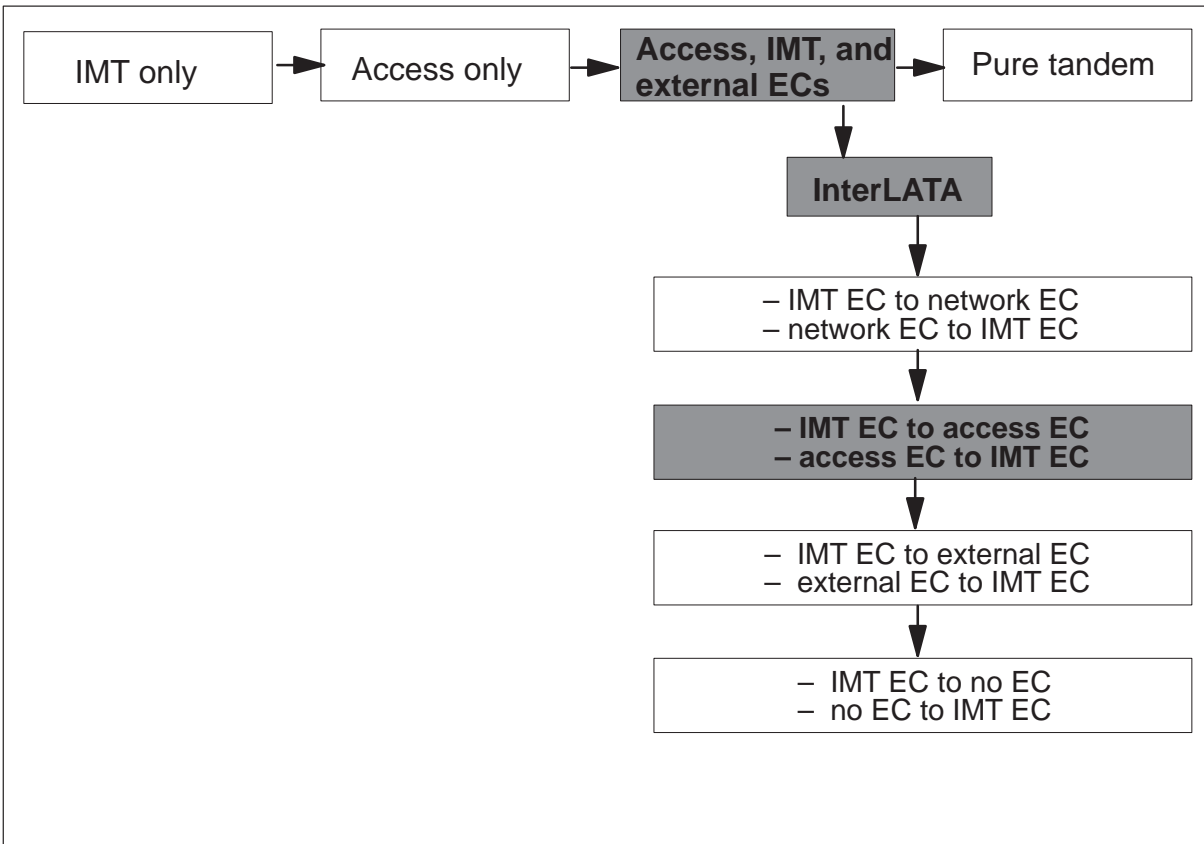 IMT only
Access only
Access, IMT, and
external ECs
Pure tandem
InterLATA
– IMT EC to network EC
– network EC to IMT EC
– IMT EC to access EC
– access EC to IMT EC
– IMT EC to external EC
– external EC to IMT EC
– IMT EC to no EC
– no EC to IMT EC